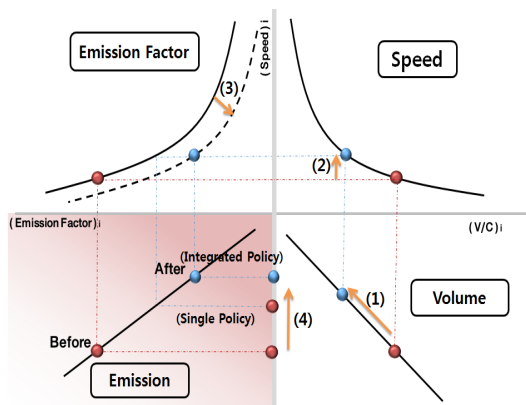 Emission Factor
(Speed) i
Speed
(3)
(2)
(Emission Factor) i
(V/C) i
After
(Integrated Policy)
(1)
Volume
(Single Policy)
(4)
Before
Emission